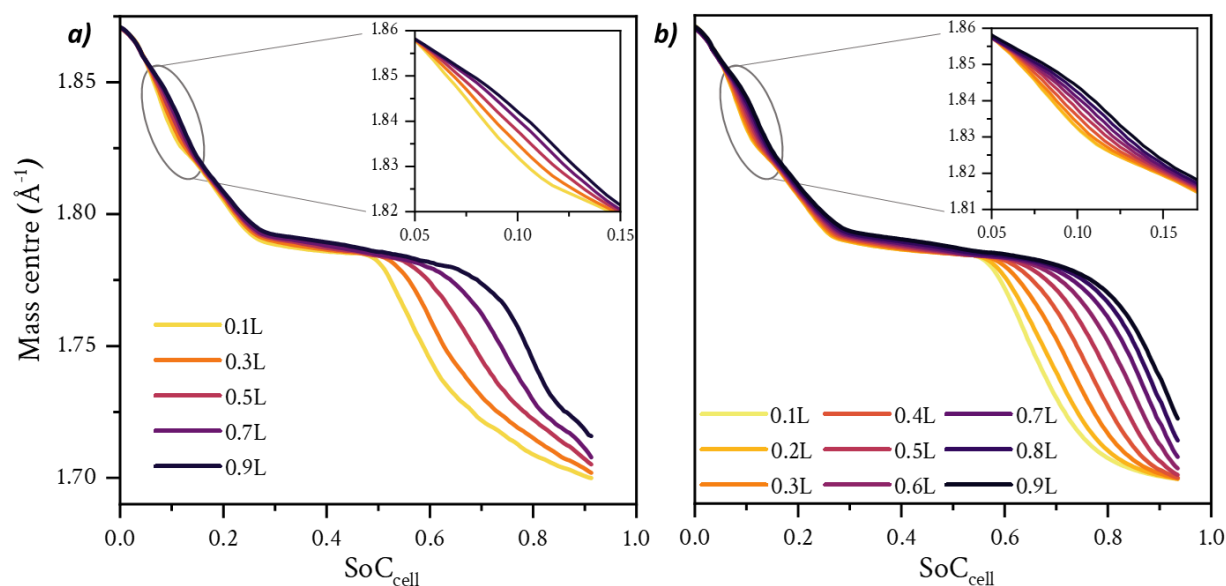 a)
Mass centre (Å⁻¹)
1.85
1.80
1.75
1.70
0.0 0.2 0.4 0.6 0.8 1.0
SoC_cell
1.86
1.85
1.84
1.83
1.82
0.05 0.10 0.15
0.1L
0.3L
0.5L
0.7L
0.9L
b)
1.86
1.85
1.84
1.83
1.82
1.81
0.05 0.10 0.15
0.1L 0.4L 0.7L
0.2L 0.5L 0.8L
0.3L 0.6L 0.9L
0.0 0.2 0.4 0.6 0.8 1.0
SoC_cell